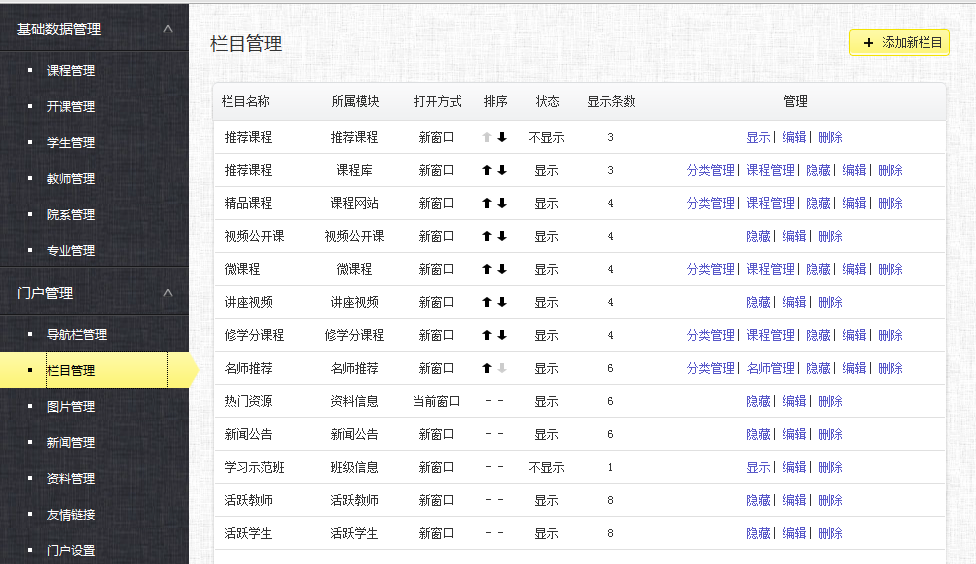 基础数据管理
课程管理
开课管理
学生管理
教师管理
院系管理
专业管理
门户管理
导航栏管理
栏目管理
图片管理
新闻管理
资料管理
友情链接
门户设置
栏目管理
+ 添加新栏目
栏目名称 所属模块 打开方式 排序 状态 显示条数 管理
推荐课程 推荐课程 新窗口 不显示 3 显示| 编辑| 删除
推荐课程 课程库 新窗口 显示 3 分类管理| 课程管理| 隐藏| 编辑| 删除
精品课程 课程网站 新窗口 显示 4 分类管理| 课程管理| 隐藏| 编辑| 删除
视频公开课 视频公开课 新窗口 显示 4 隐藏| 编辑| 删除
微课程 微课程 新窗口 显示 4 分类管理| 课程管理| 隐藏| 编辑| 删除
讲座视频 讲座视频 新窗口 显示 4 隐藏| 编辑| 删除
修学分课程 修学分课程 新窗口 显示 4 分类管理| 课程管理| 隐藏| 编辑| 删除
名师推荐 名师推荐 新窗口 显示 6 分类管理| 名师管理| 隐藏| 编辑| 删除
热门资源 资料信息 当前窗口 - - 显示 6 隐藏| 编辑| 删除
新闻公告 新闻公告 新窗口 - - 显示 6 隐藏| 编辑| 删除
学习示范班 班级信息 新窗口 - - 不显示 1 显示| 编辑| 删除
活跃教师 活跃教师 新窗口 - - 显示 8 隐藏| 编辑| 删除
活跃学生 活跃学生 新窗口 - - 显示 8 隐藏| 编辑| 删除